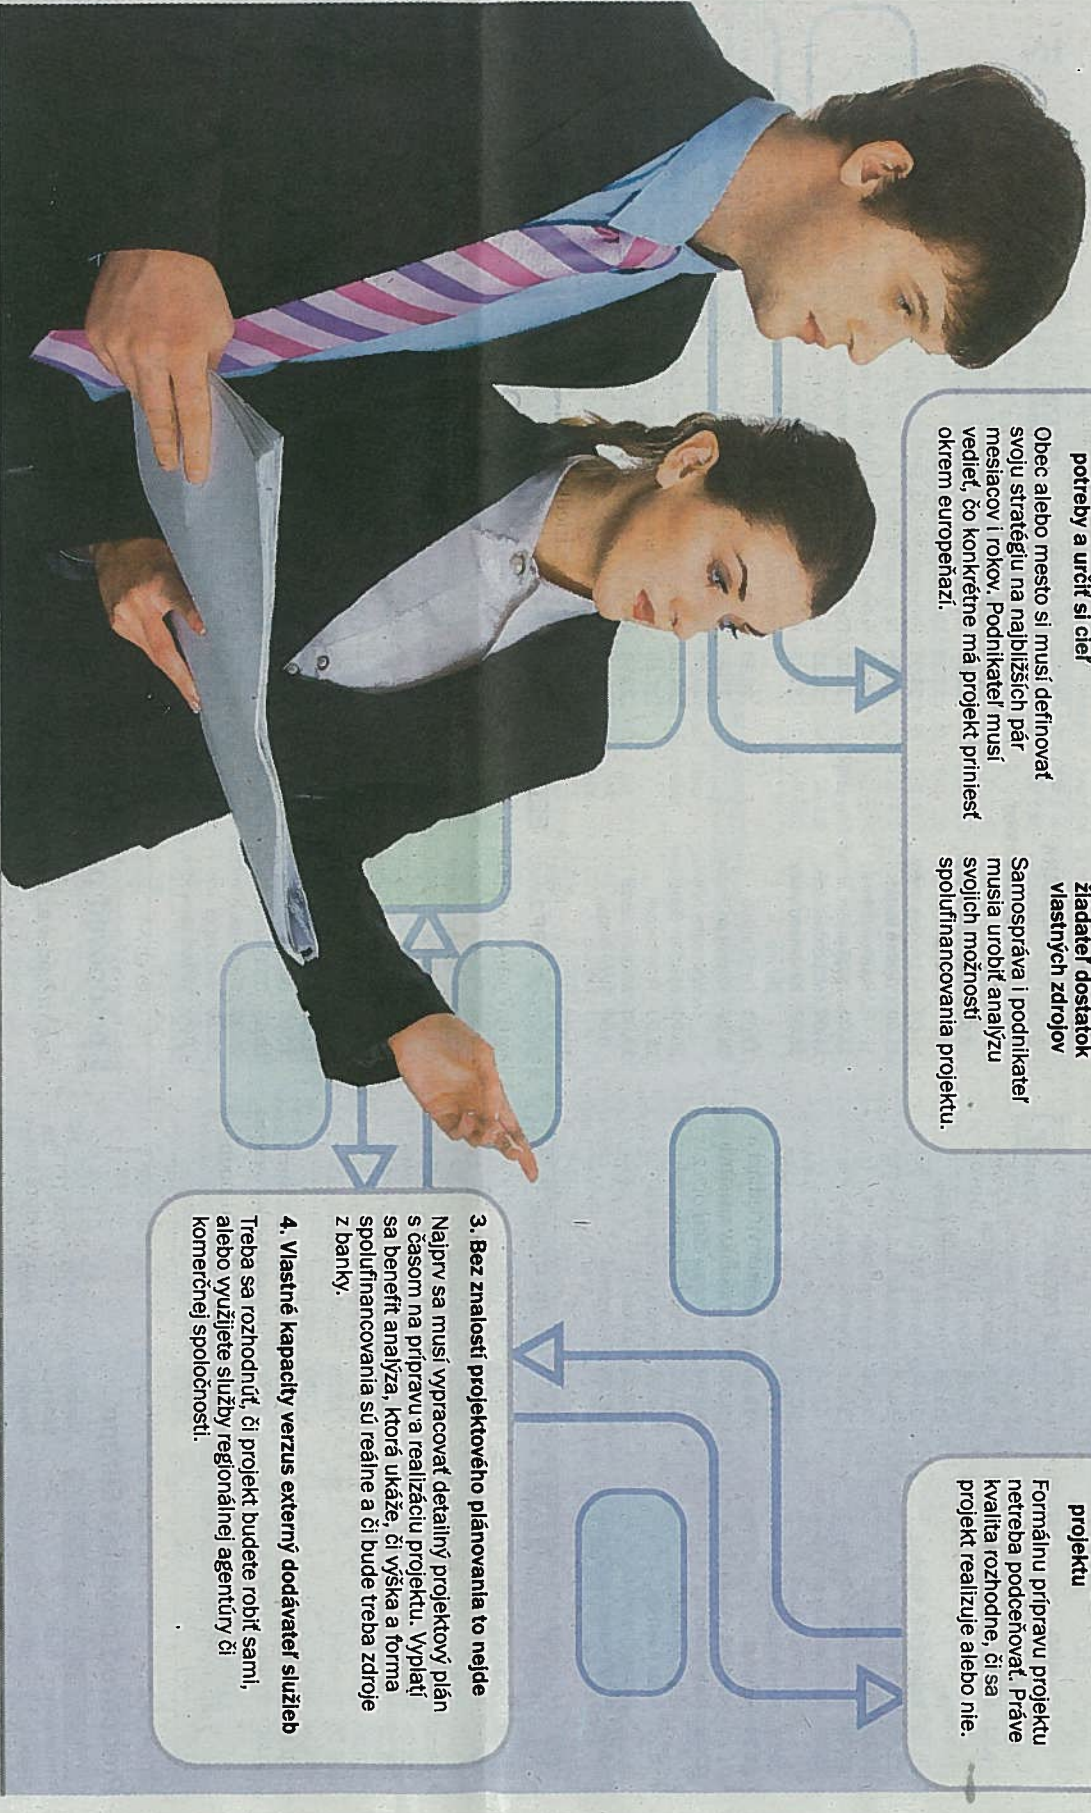 potreby a určiť si cieľ
Obec alebo mesto si musí definovať
svoju stratégiu na najbližších pár
mesiacov i rokov. Podnikateľ musí
vedieť, čo konkrétne má projekt priniesť
okrem europeňazí.
žiadateľ dostatok
vlastných zdrojov
Samospráva i podnikateľ
musia urobiť analýzu
svojich možností
spolufinancovania projektu.
projektu
Formálnu prípravu projektu
netreba podceňovať. Práve
kvalita rozhodne, či sa
projekt realizuje alebo nie.
3. Bez znalostí projektového plánovania to nejde
Najprv sa musí vypracovať detailný projektový plán
s časom na prípravu a realizáciu projektu. Vyplatí
sa benefit analýza, ktorá ukáže, či výška a forma
spolufinancovania sú reálne a či bude treba zdroje
z banky.
4. Vlastné kapacity verzus externý dodávateľ služieb
Treba sa rozhodnúť, či projekt budete robiť sami,
alebo využijete služby regionálnej agentúry či
komerčnej spoločnosti.